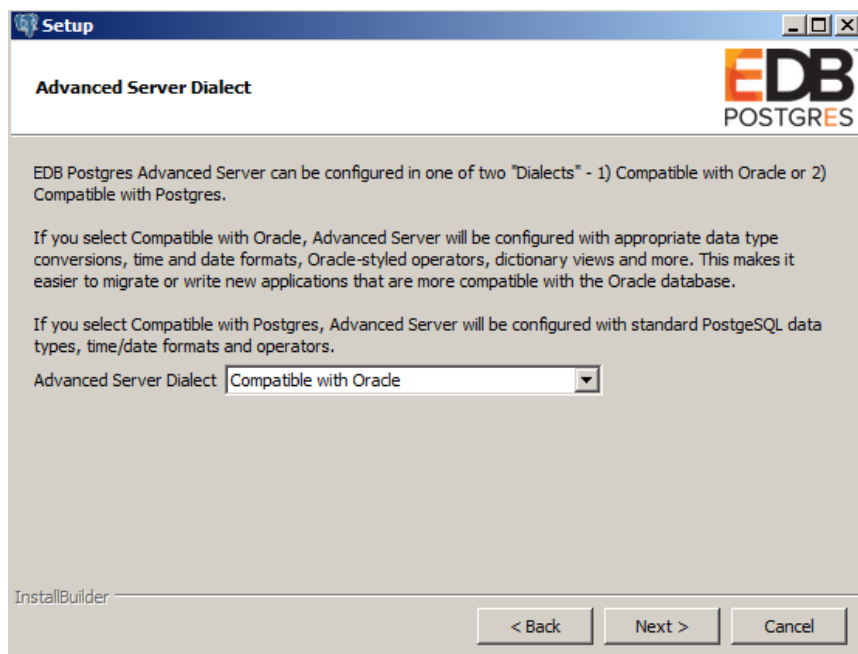 Setup
Advanced Server Dialect
EDB
POSTGRES
EDB Postgres Advanced Server can be configured in one of two "Dialects" - 1) Compatible with Oracle or 2)
Compatible with Postgres.
If you select Compatible with Oracle, Advanced Server will be configured with appropriate data type
conversions, time and date formats, Oracle-styled operators, dictionary views and more. This makes it
easier to migrate or write new applications that are more compatible with the Oracle database.
If you select Compatible with Postgres, Advanced Server will be configured with standard PostgeSQL data
types, time/date formats and operators.
Advanced Server Dialect Compatible with Oracle
InstallBuilder
< Back Next > Cancel